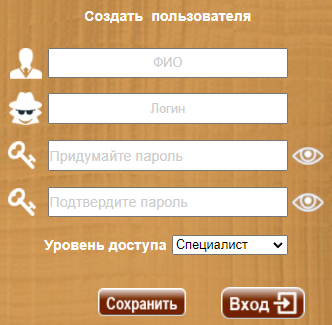 Создать пользователя
ФИО
Логин
Придумайте пароль
Подтвердите пароль
Уровень доступа Специалист
Сохранить Вход